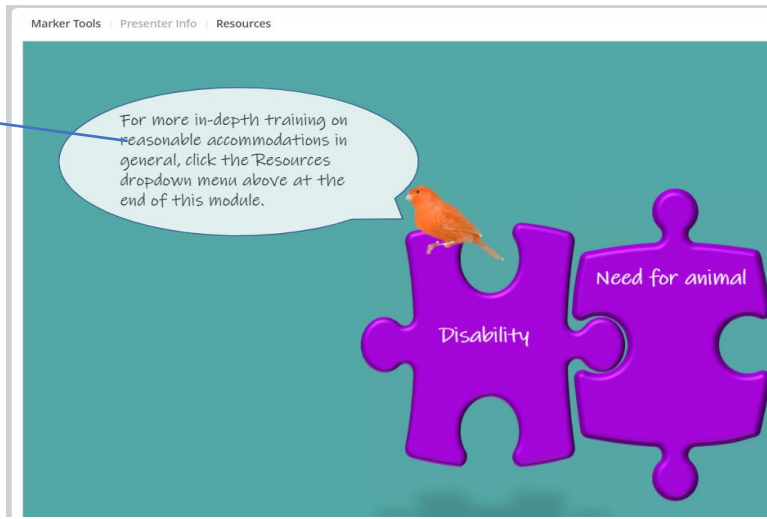 Marker Tools | Presenter Info | Resources
For more in-depth training on
reasonable accommodations in
general, click the Resources
dropdown menu above at the
end of this module.
Need for animal
Disability